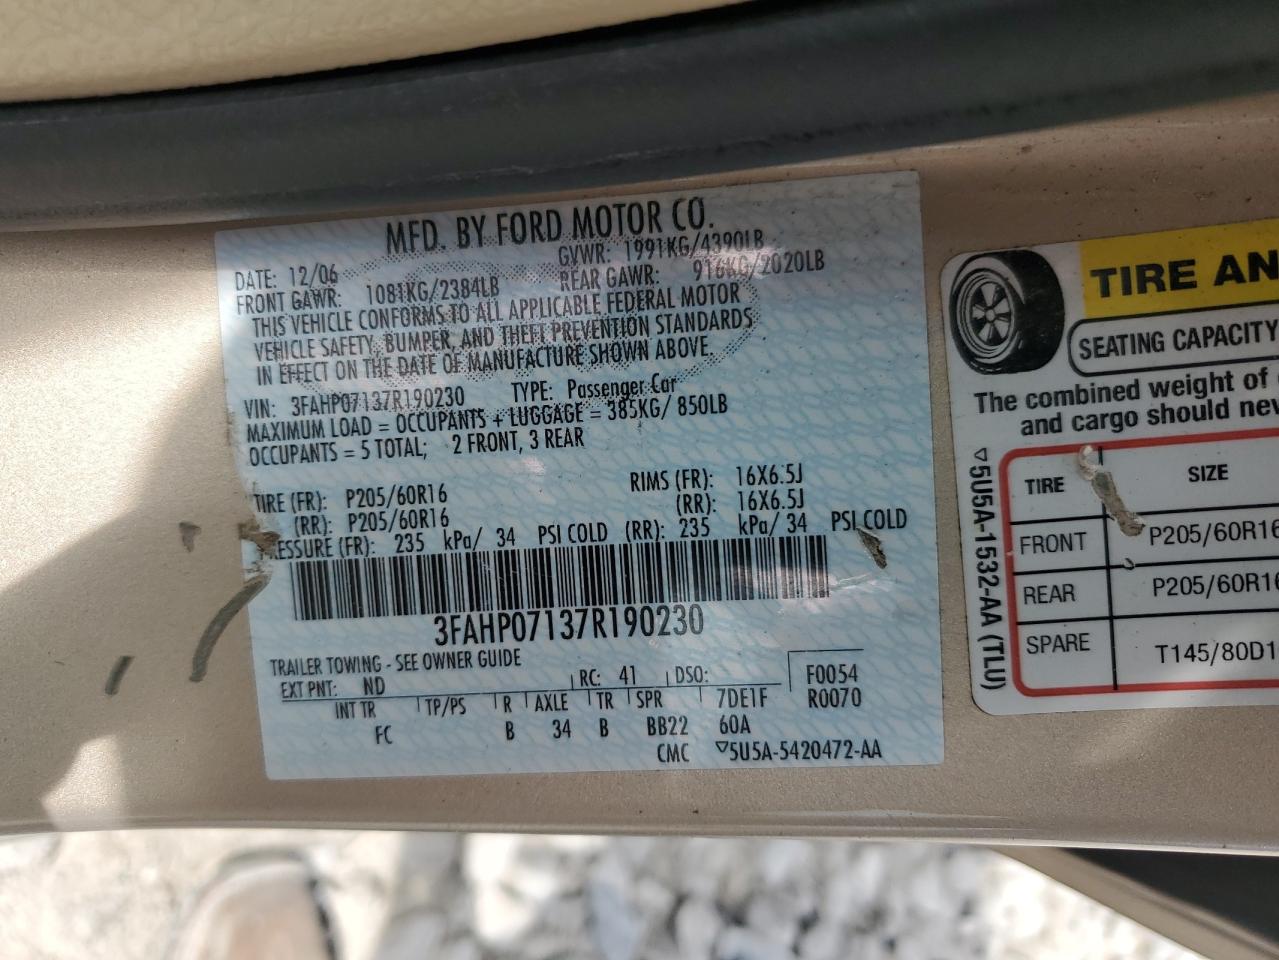 MFD. BY FORD MOTOR CO.
DATE: 12/06 GVWR: 1991KG/4390LB
FRONT GAWR: 1081KG/2384LB REAR GAWR: 916KG/2020LB
THIS VEHICLE CONFORMS TO ALL APPLICABLE FEDERAL MOTOR
VEHICLE SAFETY, BUMPER, AND THEFT PREVENTION STANDARDS
IN EFFECT ON THE DATE OF MANUFACTURE SHOWN ABOVE.
VIN: 3FAHP07137R190230 TYPE: Passenger Car
MAXIMUM LOAD = OCCUPANTS + LUGGAGE = 385KG/ 850LB
OCCUPANTS = 5 TOTAL; 2 FRONT, 3 REAR
TIRE (FR): P205/60R16 RIMS (FR): 16X6.5J
(RR): P205/60R16 (RR): 16X6.5J
PRESSURE (FR): 235 kPa/ 34 PSI COLD (RR): 235 kPa/ 34 PSI COLD
3FAHP07137R190230
TRAILER TOWING - SEE OWNER GUIDE
EXT PNT: ND RC: 41 DSO: F0054
INT TR TP/PS R AXLE TR SPR 7DE1F R0070
FC B 34 B BB22 60A
CMC ▽5U5A-5420472-AA
TIRE AN
SEATING CAPACITY
The combined weight of
and cargo should nev
TIRE SIZE
FRONT P205/60R16
REAR P205/60R16
SPARE T145/80D1
▽5U5A-1532-AA (TLU)